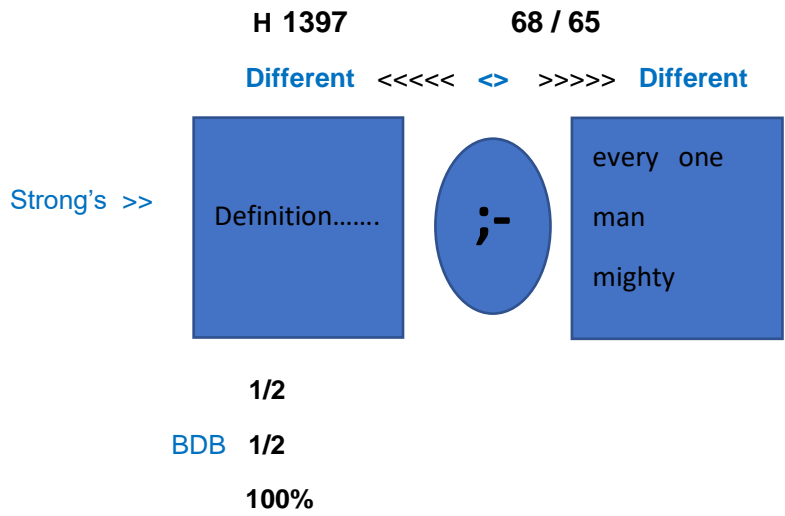 H 1397 68 / 65
Different <<<<< <> >>>>> Different
Strong's >>
Definition.......
;-
every one
man
mighty
1/2
BDB 1/2
100%